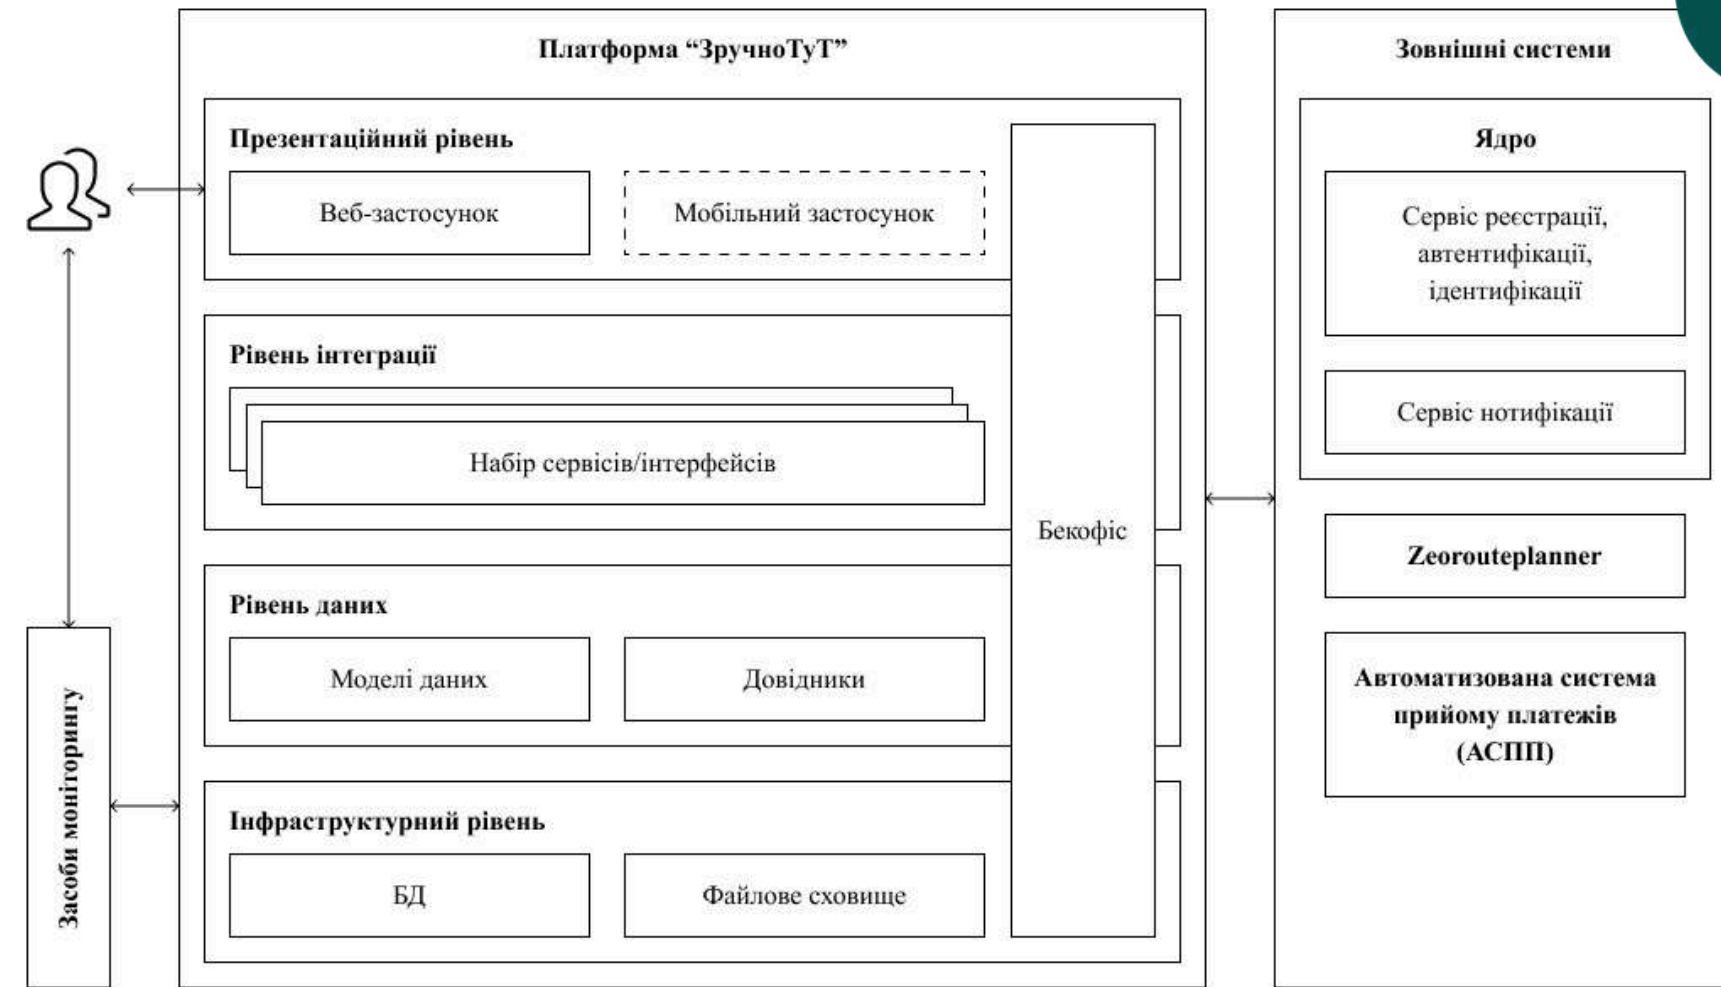 Платформа “ЗручноТуТ”
Презентаційний рівень
Веб-застосунок
Мобільний застосунок
Рівень інтеграції
Набір сервісів/інтерфейсів
Бекофіс
Рівень даних
Моделі даних
Довідники
Інфраструктурний рівень
БД
Файлове сховище
Засоби моніторингу
Зовнішні системи
Ядро
Сервіс реєстрації,
автентифікації,
ідентифікації
Сервіс нотифікації
Zeorouteplanner
Автоматизована система
прийому платежів
(АСПП)